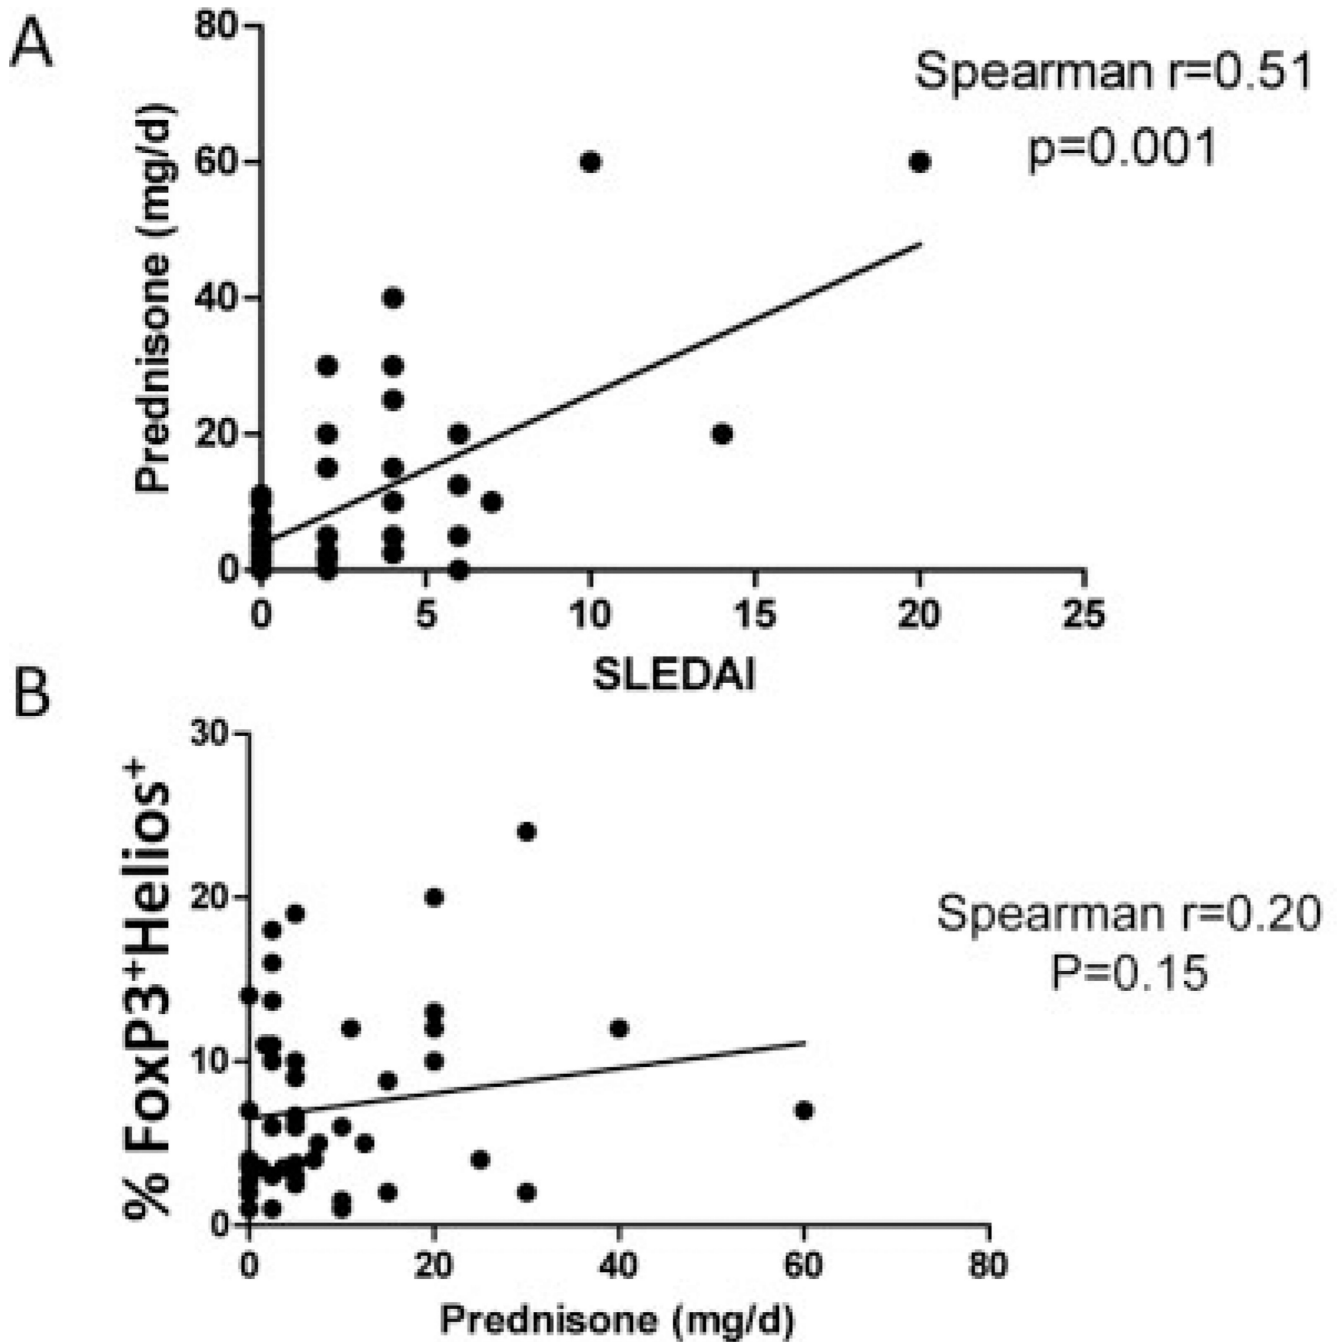 A
80
60
40
20
0
Prednisone (mg/d)
Spearman r=0.51
p=0.001
0 5 10 15 20 25
SLEDAI
B
30
20
10
0
% FoxP3⁺Helios⁺
Spearman r=0.20
P=0.15
0 20 40 60 80
Prednisone (mg/d)